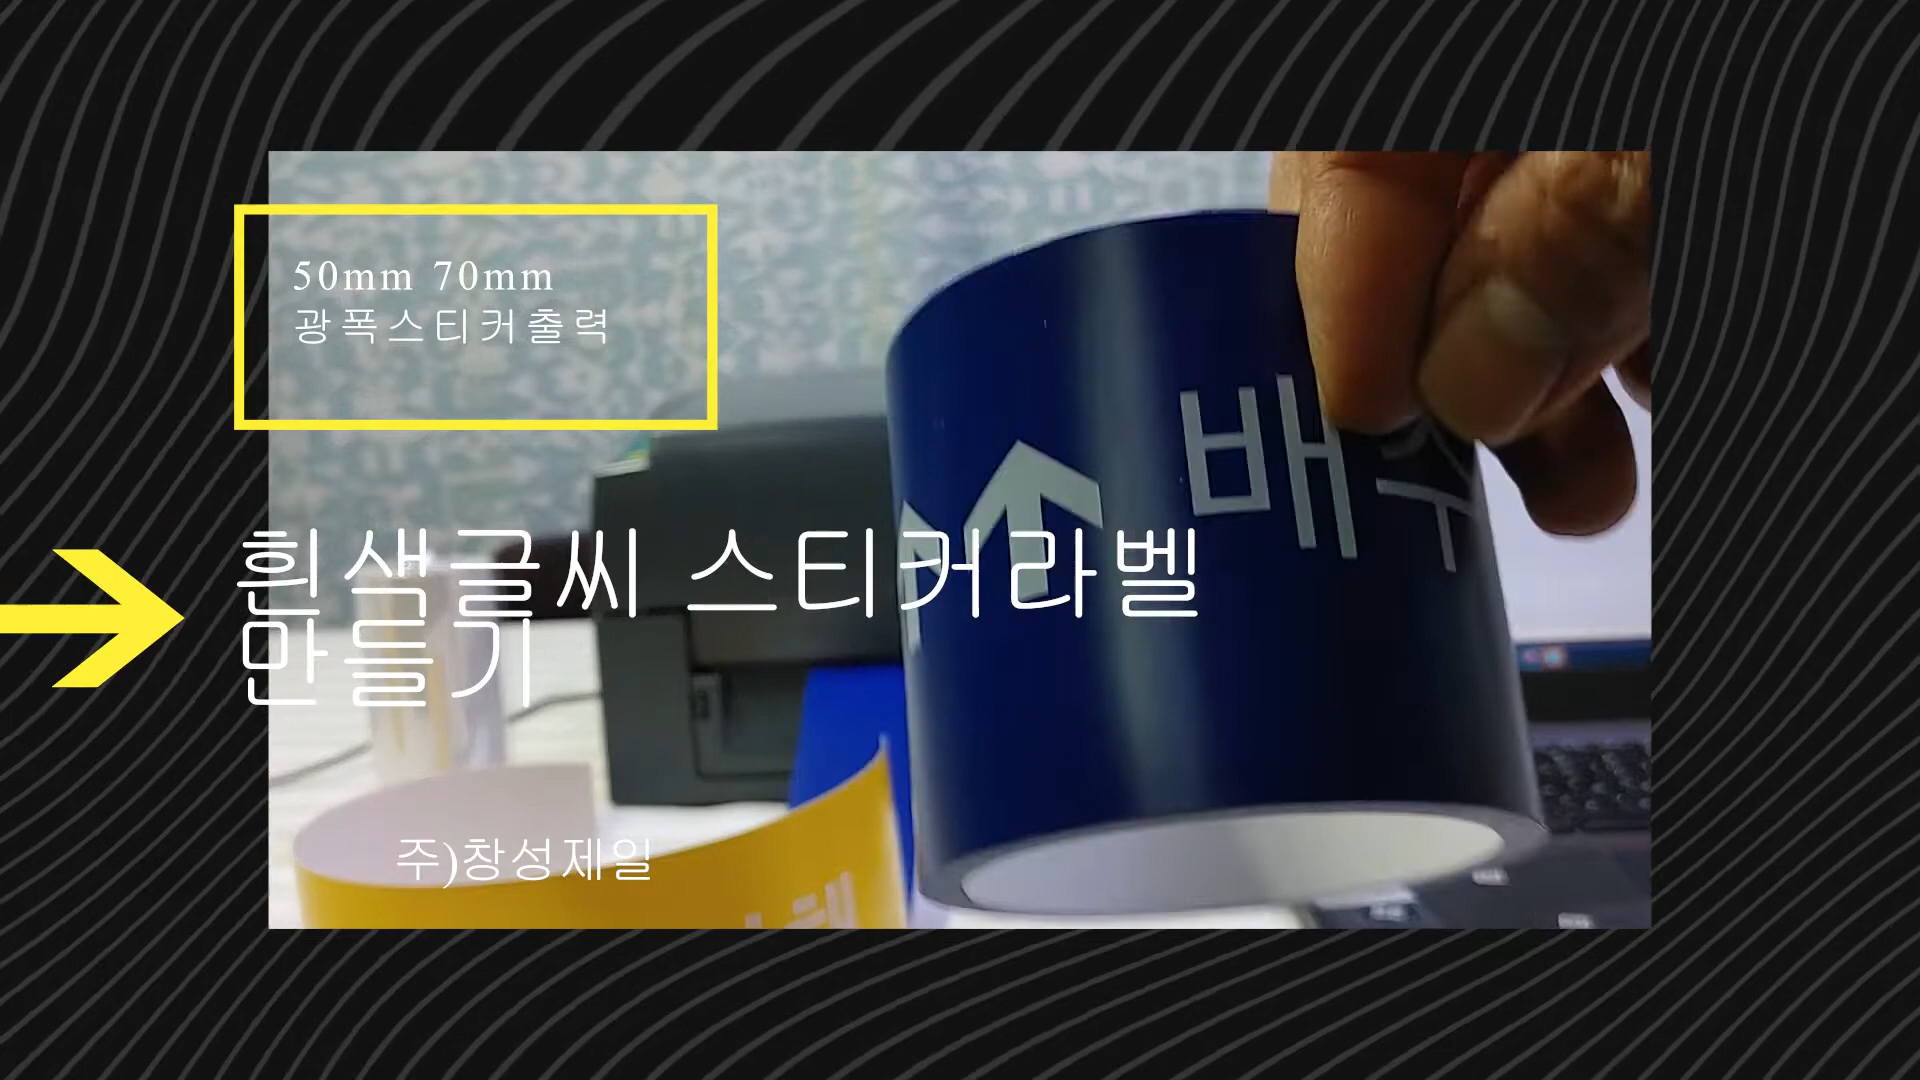 50mm 70mm
광폭스티커출력
배수
흰색글씨 스티커라벨
만들기
주)창성제일